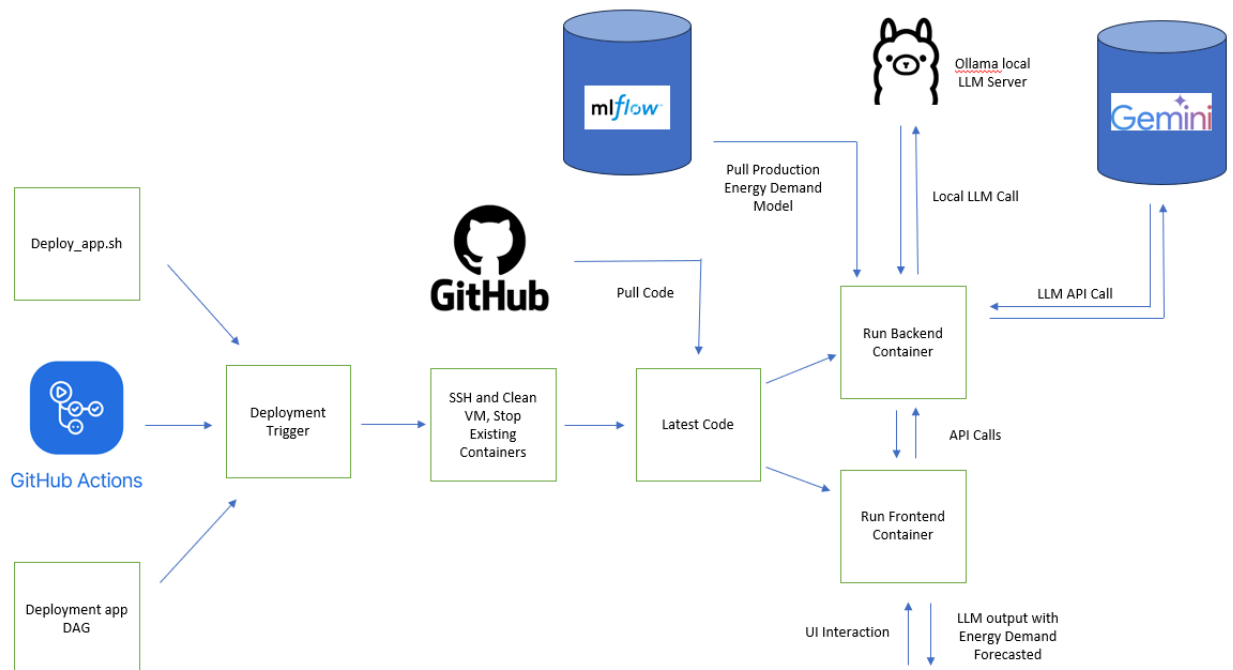 mlflow
Ollama local
LLM Server
Gemini
Pull Production
Energy Demand
Model
Local LLM Call
Deploy_app.sh
GitHub
Pull Code
LLM API Call
Run Backend
Container
GitHub Actions
Deployment
Trigger
SSH and Clean
VM, Stop
Existing
Containers
Latest Code
API Calls
Run Frontend
Container
Deployment app
DAG
UI Interaction
LLM output with
Energy Demand
Forecasted